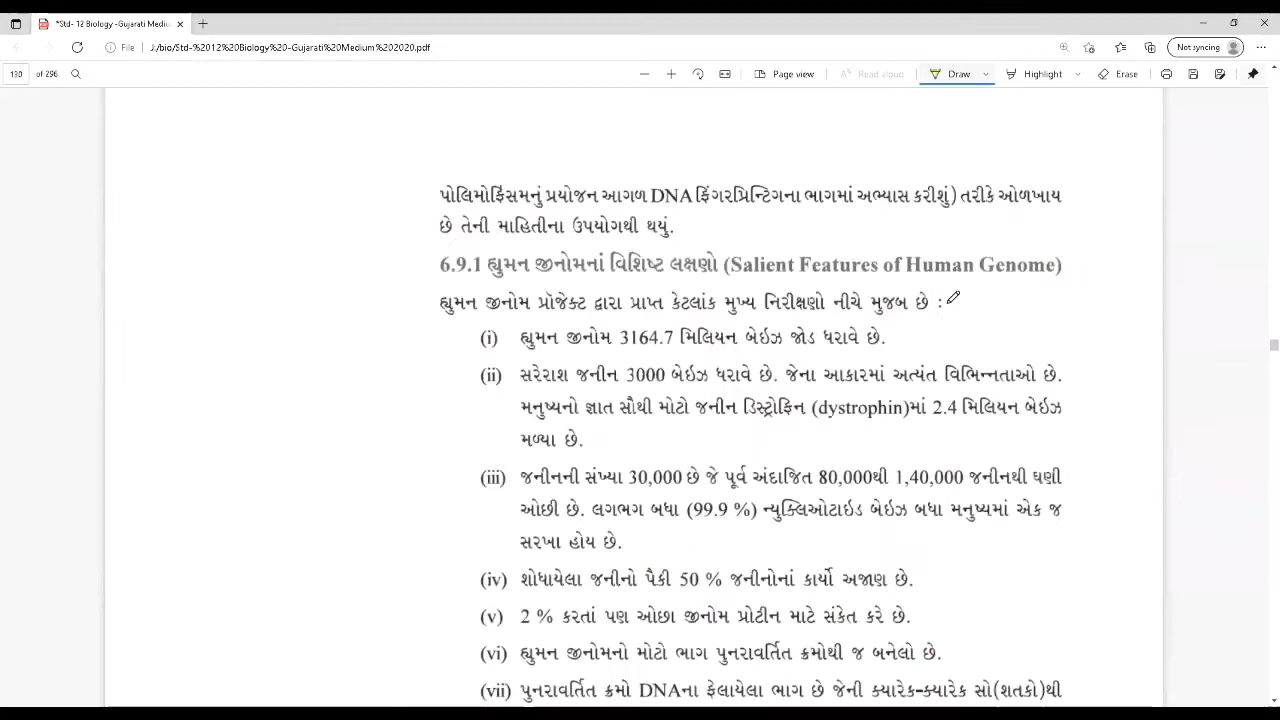 *Std- 12 Biology -Gujarati Mediu
File J:/bio/Std-%2012%20Biology%20-Gujarati%20Medium%202020.pdf Not syncing
130 of 296 Page view Read aloud Draw Highlight Erase
પોલિમોર્ફિસમનું પ્રયોજન આગળ DNA ફિંગરપ્રિન્ટિગના ભાગમાં અભ્યાસ કરીશું) તરીકે ઓળખાય
છે તેની માહિતીના ઉપયોગથી થયું.
6.9.1 હ્યુમન જીનોમનાં વિશિષ્ટ લક્ષણો (Salient Features of Human Genome)
હ્યુમન જીનોમ પ્રૉજેક્ટ દ્વારા પ્રાપ્ત કેટલાંક મુખ્ય નિરીક્ષણો નીચે મુજબ છે :
(i) હ્યુમન જીનોમ 3164.7 મિલિયન બેઇઝ જોડ ધરાવે છે.
(ii) સરેરાશ જનીન 3000 બેઇઝ ધરાવે છે. જેના આકારમાં અત્યંત વિભિન્નતાઓ છે.
મનુષ્યનો જ્ઞાત સૌથી મોટો જનીન ડિસ્ટ્રોફિન (dystrophin)માં 2.4 મિલિયન બેઇઝ
મળ્યા છે.
(iii) જનીનની સંખ્યા 30,000 છે જે પૂર્વ અંદાજિત 80,000થી 1,40,000 જનીનથી ઘણી
ઓછી છે. લગભગ બધા (99.9 %) ન્યુક્લિઓટાઇડ બેઇઝ બધા મનુષ્યમાં એક જ
સરખા હોય છે.
(iv) શોધાયેલા જનીનો પૈકી 50 % જનીનોનાં કાર્યો અજાણ છે.
(v) 2 % કરતાં પણ ઓછા જીનોમ પ્રોટીન માટે સંકેત કરે છે.
(vi) હ્યુમન જીનોમનો મોટો ભાગ પુનરાવર્તિત ક્રમોથી જ બનેલો છે.
(vii) પુનરાવર્તિત ક્રમો DNAના ફેલાયેલા ભાગ છે જેની ક્યારેક-ક્યારેક સો(શતકો)થી